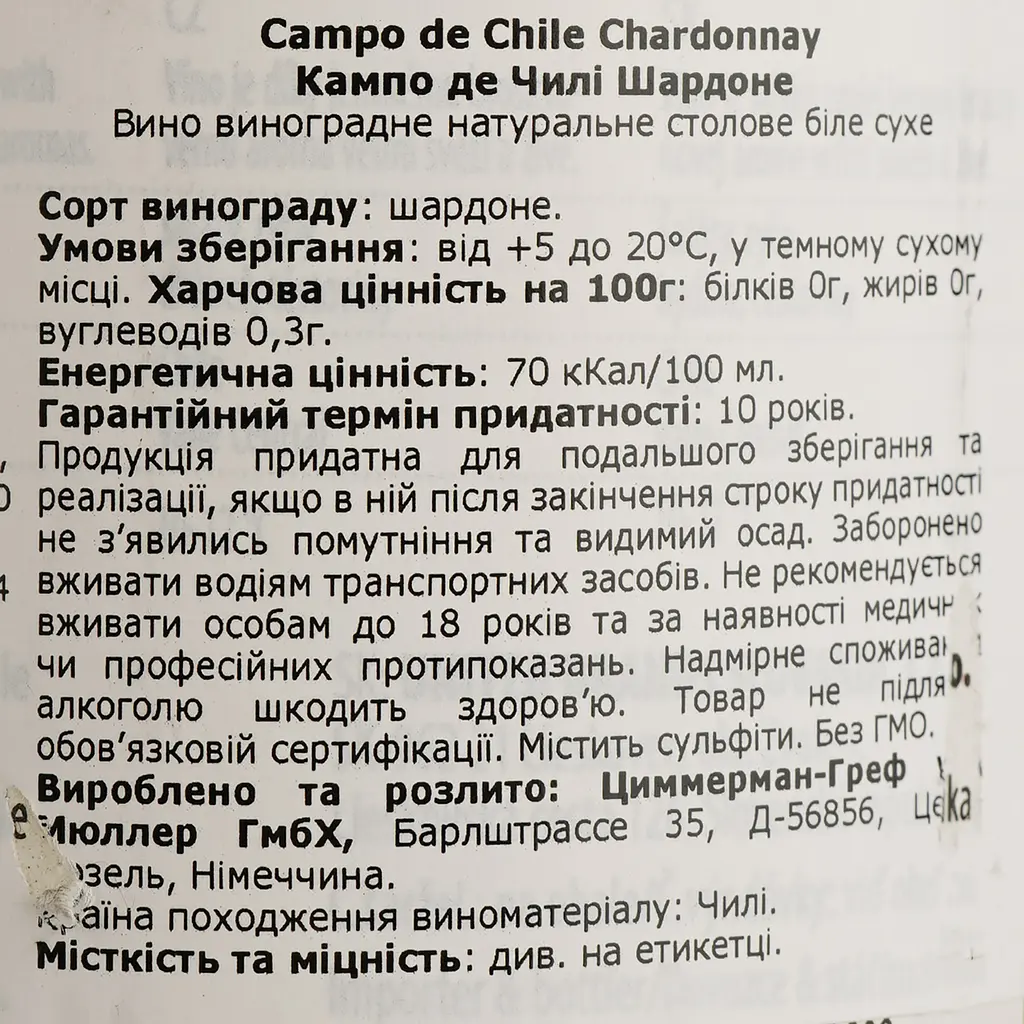 Campo de Chile Chardonnay
Кампо де Чилі Шардоне
Вино виноградне натуральне столове біле сухе
Сорт винограду: шардоне.
Умови зберігання: від +5 до 20°C, у темному сухому
місці. Харчова цінність на 100г: білків 0г, жирів 0г,
вуглеводів 0,3г.
Енергетична цінність: 70 кКал/100 мл.
Гарантійний термін придатності: 10 років.
Продукція придатна для подальшого зберігання та
реалізації, якщо в ній після закінчення строку придатності
не з’явились помутніння та видимий осад. Заборонено
вживати водіям транспортних засобів. Не рекомендується
вживати особам до 18 років та за наявності
чи професійних протипоказань. Надмірне
алкоголю шкодить здоров’ю. Товар не
обов’язковій сертифікації. Містить сульфіти. Без ГМО.
Вироблено та розлито: Циммерман-Греф
Мюллер ГмбХ, Барлштрассе 35, Д-56856,
Німеччина.
Країна походження виноматеріалу: Чилі.
Місткість та міцність: див. на етикетці.